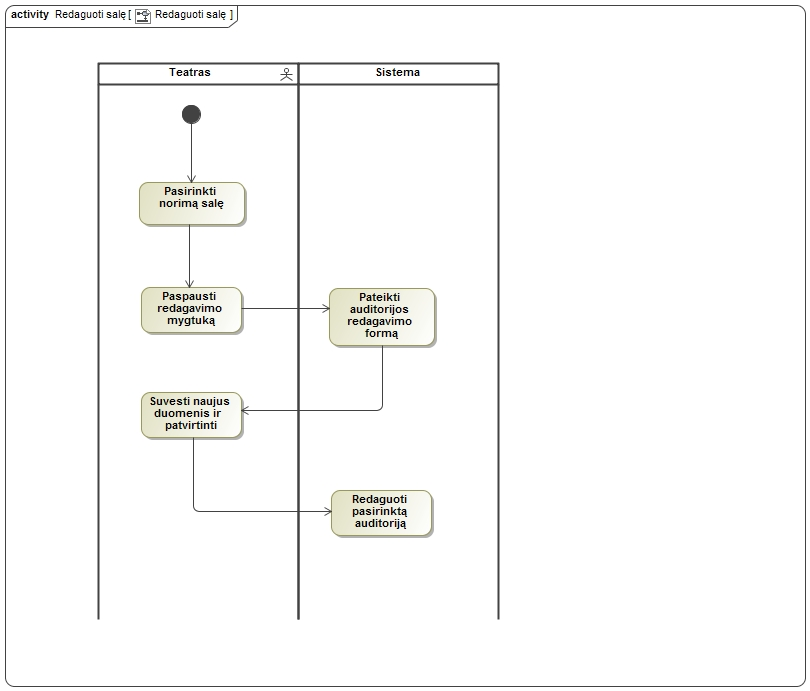 activity Redaguoti salę [ Redaguoti salę ]
Teatras
Sistema
Pasirinkti
norimą salę
Paspausti
redagavimo
mygtuką
Pateikti
auditorijos
redagavimo
formą
Suvesti naujus
duomenis ir
patvirtinti
Redaguoti
pasirinktą
auditoriją